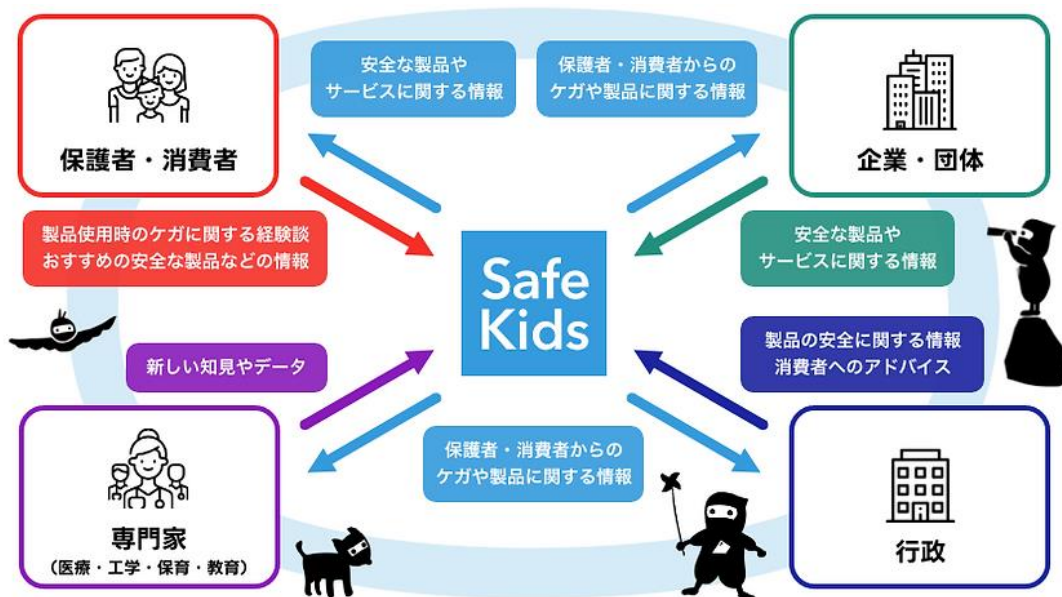 保護者・消費者
安全な製品や
サービスに関する情報
保護者・消費者からの
ケガや製品に関する情報
企業・団体
製品使用時のケガに関する経験談
おすすめの安全な製品などの情報
安全な製品や
サービスに関する情報
Safe
Kids
新しい知見やデータ
製品の安全に関する情報
消費者へのアドバイス
保護者・消費者からの
ケガや製品に関する情報
専門家
（医療・工学・保育・教育）
行政